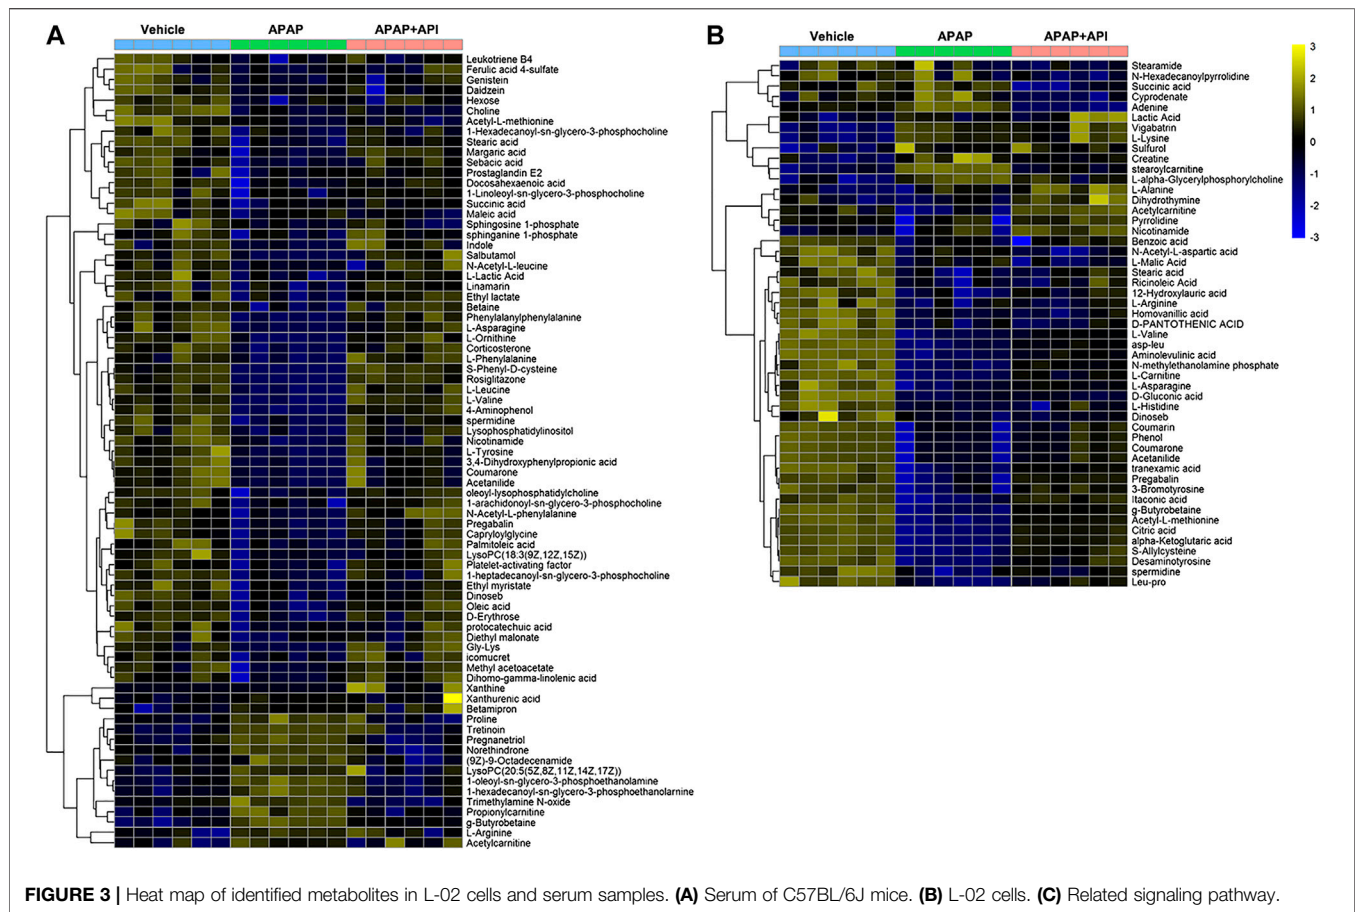 A
Vehicle
APAP
APAP+API
Leukotriene B4
Ferulic acid 4-sulfate
Genistein
Daidzein
Hexose
Choline
Acetyl-L-methionine
1-Hexadecanoyl-sn-glycero-3-phosphocholine
Stearic acid
Margaric acid
Sebacic acid
Prostaglandin E2
Docosahexaenoic acid
1-Linoleoyl-sn-glycero-3-phosphocholine
Succinic acid
Maleic acid
Sphingosine 1-phosphate
sphinganine 1-phosphate
Indole
Salbutamol
N-Acetyl-L-leucine
L-Lactic Acid
Linamarin
Ethyl lactate
Betaine
Phenylalanylphenylalanine
L-Asparagine
L-Ornithine
Corticosterone
L-Phenylalanine
S-Phenyl-D-cysteine
Rosiglitazone
L-Leucine
L-Valine
4-Aminophenol
spermidine
Lysophosphatidylinositol
Nicotinamide
L-Tyrosine
3,4-Dihydroxyphenylpropionic acid
Coumarone
Acetanilide
oleoyl-lysophosphatidylcholine
1-arachidonoyl-sn-glycero-3-phosphocholine
N-Acetyl-L-phenylalanine
Pregabalin
Capryloylglycine
Palmitoleic acid
LysoPC(18:3(9Z,12Z,15Z))
Platelet-activating factor
1-heptadecanoyl-sn-glycero-3-phosphocholine
Ethyl myristate
Dinoseb
Oleic acid
D-Erythrose
protocatechuic acid
Diethyl malonate
Gly-Lys
icomucret
Methyl acetoacetate
Dihomo-gamma-linolenic acid
Xanthine
Xanthurenic acid
Betamipron
Proline
Tretinoin
Pregnanetriol
Norethindrone
(9Z)-9-Octadecenamide
LysoPC(20:5(5Z,8Z,11Z,14Z,17Z))
1-oleoyl-sn-glycero-3-phosphoethanolamine
1-hexadecanoyl-sn-glycero-3-phosphoethanolarnine
Trimethylamine N-oxide
Propionylcarnitine
g-Butyrobetaine
L-Arginine
Acetylcarnitine
B
Vehicle
APAP
APAP+API
Stearamide
N-Hexadecanoylpyrrolidine
Succinic acid
Cyprodenate
Adenine
Lactic Acid
Vigabatrin
L-Lysine
Sulfurol
Creatine
stearoylcarnitine
L-alpha-Glycerylphosphorylcholine
L-Alanine
Dihydrothymine
Acetylcarnitine
Pyrrolidine
Nicotinamide
Benzoic acid
N-Acetyl-L-aspartic acid
L-Malic Acid
Stearic acid
Ricinoleic Acid
12-Hydroxylauric acid
L-Arginine
Homovanillic acid
D-PANTOTHENIC ACID
L-Valine
asp-leu
Aminolevulinic acid
N-methylethanolamine phosphate
L-Carnitine
L-Asparagine
D-Gluconic acid
L-Histidine
Dinoseb
Coumarin
Phenol
Coumarone
Acetanilide
tranexamic acid
Pregabalin
3-Bromotyrosine
Itaconic acid
g-Butyrobetaine
Acetyl-L-methionine
Citric acid
alpha-Ketoglutaric acid
S-Allylcysteine
Desaminotyrosine
spermidine
Leu-pro
3
2
1
0
-1
-2
-3
FIGURE 3 | Heat map of identified metabolites in L-02 cells and serum samples. (A) Serum of C57BL/6J mice. (B) L-02 cells. (C) Related signaling pathway.